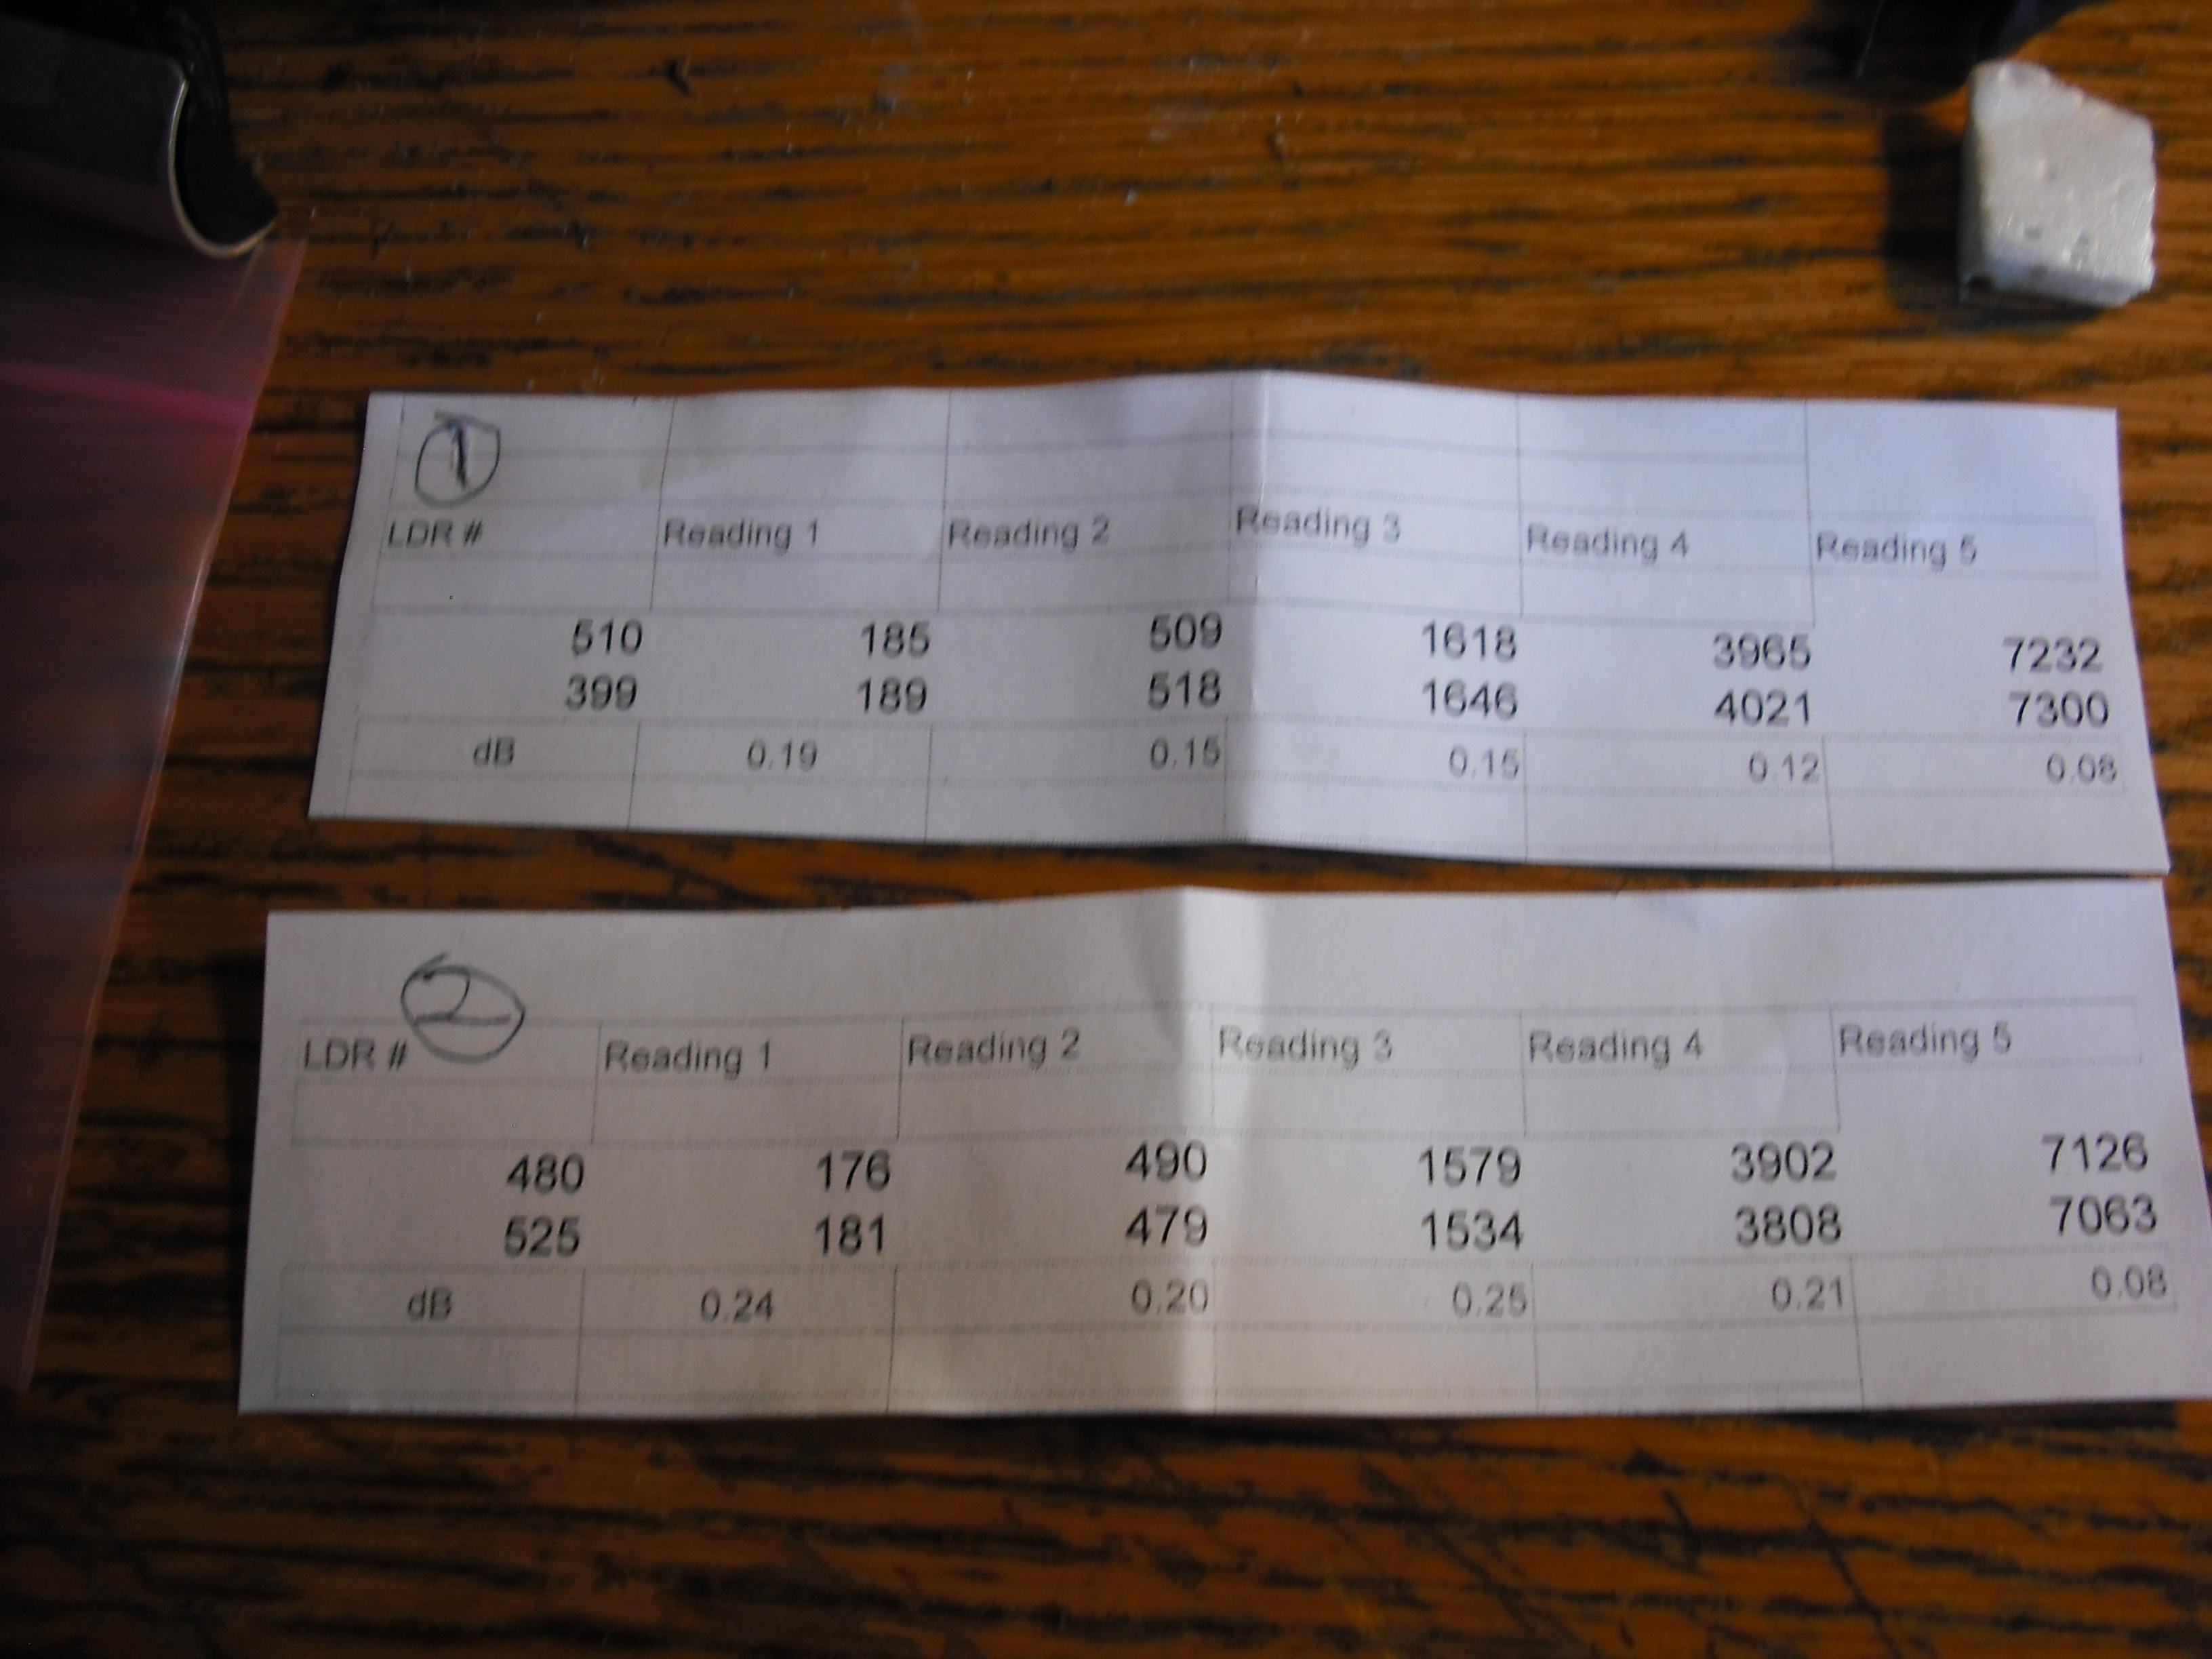 1
LDR # Reading 1 Reading 2 Reading 3 Reading 4 Reading 5
510 185 509 1618 3965 7232
399 189 518 1646 4021 7300
dB 0.19 0.15 0.15 0.12 0.08
2
LDR # Reading 1 Reading 2 Reading 3 Reading 4 Reading 5
480 176 490 1579 3902 7126
525 181 479 1534 3808 7063
dB 0.24 0.20 0.25 0.21 0.08